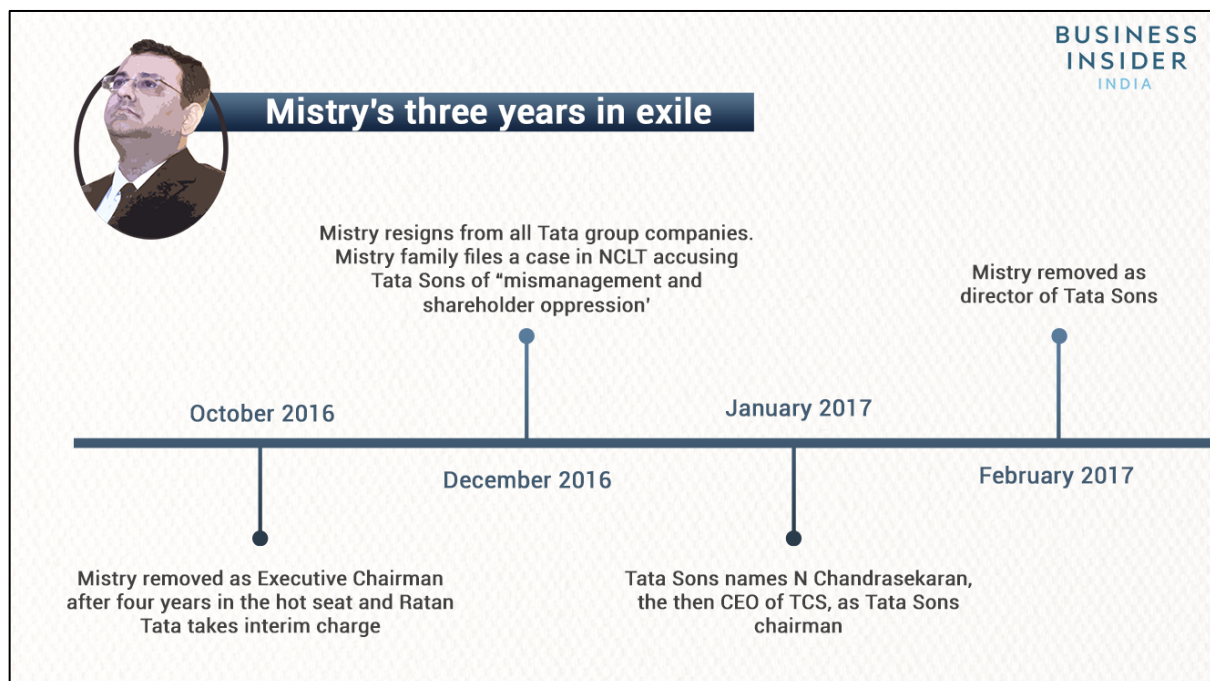 BUSINESS
INSIDER
INDIA
Mistry's three years in exile
Mistry resigns from all Tata group companies.
Mistry family files a case in NCLT accusing
Tata Sons of “mismanagement and
shareholder oppression'
Mistry removed as
director of Tata Sons
October 2016
January 2017
December 2016
February 2017
Mistry removed as Executive Chairman
after four years in the hot seat and Ratan
Tata takes interim charge
Tata Sons names N Chandrasekaran,
the then CEO of TCS, as Tata Sons
chairman